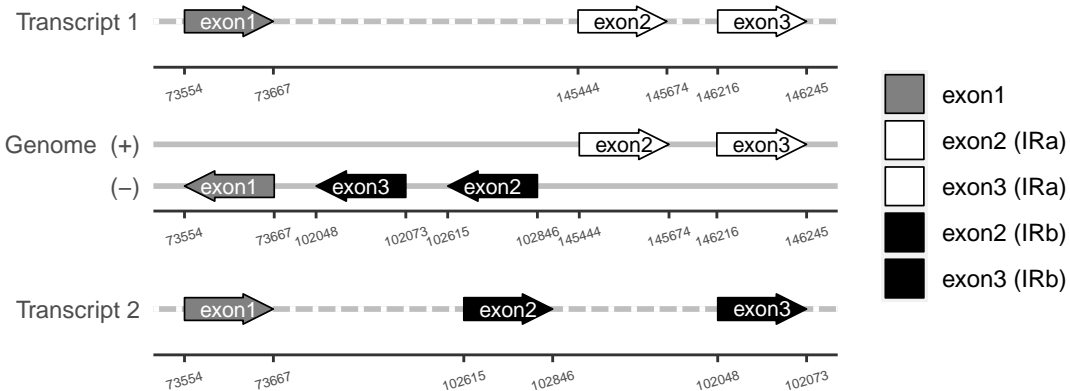 Transcript 1 exon1 exon2 exon3
73554 73667 145444 145674 146216 146245
Genome (+) exon2 exon3
(−) exon1 exon3 exon2
73554 73667 102048 102073 102615 102846 145444 145674 146216 146245
Transcript 2 exon1 exon2 exon3
73554 73667 102615 102846 102048 102073
exon1
exon2 (IRa)
exon3 (IRa)
exon2 (IRb)
exon3 (IRb)